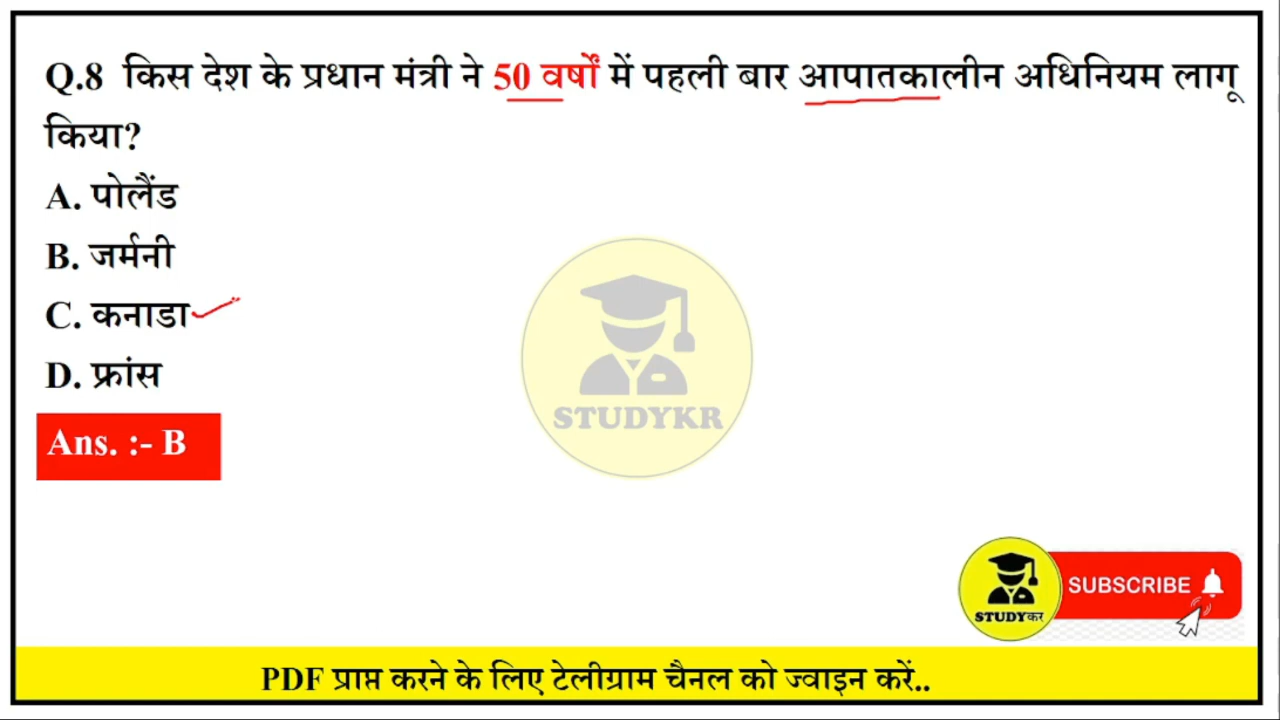 Q.8 किस देश के प्रधान मंत्री ने 50 वर्षों में पहली बार आपातकालीन अधिनियम लागू
किया?
A. पोलैंड
B. जर्मनी
C. कनाडा
D. फ्रांस
Ans. :- B
STUDYKR
SUBSCRIBE
STUDYकर
PDF प्राप्त करने के लिए टेलीग्राम चैनल को ज्वाइन करें..